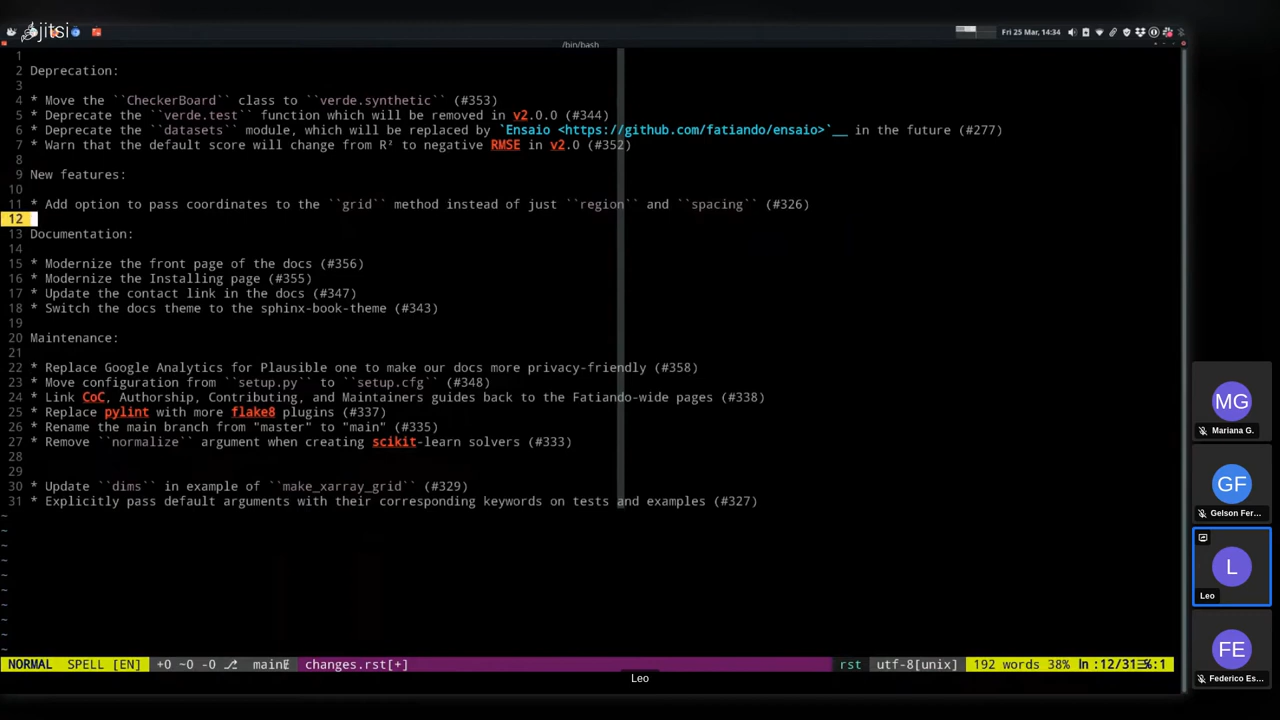 jitsi
Fri 25 Mar, 14:34
/bin/bash
1
2 Deprecation:
3
4 * Move the ``CheckerBoard`` class to ``verde.synthetic`` (#353)
5 * Deprecate the ``verde.test`` function which will be removed in v2.0.0 (#344)
6 * Deprecate the ``datasets`` module, which will be replaced by `Ensaio <https://github.com/fatiando/ensaio>`__ in the future (#277)
7 * Warn that the default score will change from R² to negative RMSE in v2.0 (#352)
8
9 New features:
10
11 * Add option to pass coordinates to the ``grid`` method instead of just ``region`` and ``spacing`` (#326)
12
13 Documentation:
14
15 * Modernize the front page of the docs (#356)
16 * Modernize the Installing page (#355)
17 * Update the contact link in the docs (#347)
18 * Switch the docs theme to the sphinx-book-theme (#343)
19
20 Maintenance:
21
22 * Replace Google Analytics for Plausible one to make our docs more privacy-friendly (#358)
23 * Move configuration from ``setup.py`` to ``setup.cfg`` (#348)
24 * Link CoC, Authorship, Contributing, and Maintainers guides back to the Fatiando-wide pages (#338)
25 * Replace pylint with more flake8 plugins (#337)
26 * Rename the main branch from "master" to "main" (#335)
27 * Remove ``normalize`` argument when creating scikit-learn solvers (#333)
28
29
30 * Update ``dims`` in example of ``make_xarray_grid`` (#329)
31 * Explicitly pass default arguments with their corresponding keywords on tests and examples (#327)
~
~
~
~
~
~
~
~
~
~
NORMAL SPELL [EN] +0 ~0 -0 main changes.rst[+] rst utf-8[unix] 192 words 38% ln :12/31 :1
Leo
MG
Mariana G.
GF
Gelson Fer...
L
Leo
FE
Federico Es...